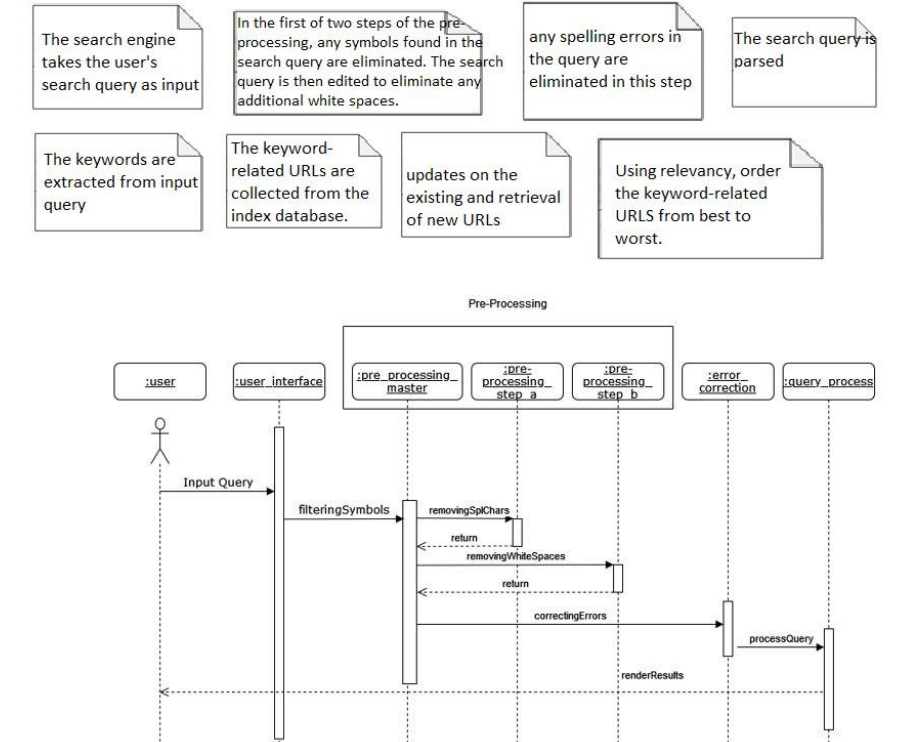 The search engine
takes the user's
search query as input
In the first of two steps of the pre-
processing, any symbols found in the
search query are eliminated. The search
query is then edited to eliminate any
additional white spaces.
any spelling errors in
the query are
eliminated in this step
The search query is
parsed
The keywords are
extracted from input
query
The keyword-
related URLs are
collected from the
index database.
updates on the
existing and retrieval
of new URLs
Using relevancy, order
the keyword-related
URLS from best to
worst.
Pre-Processing
:user
:user_interface
:pre_processing_
master
:pre-
processing_
step_a
:pre-
processing_
step_b
:error_
correction
:query_process
Input Query
filteringSymbols
removingSplChars
return
removingWhiteSpaces
return
correctingErrors
processQuery
renderResults